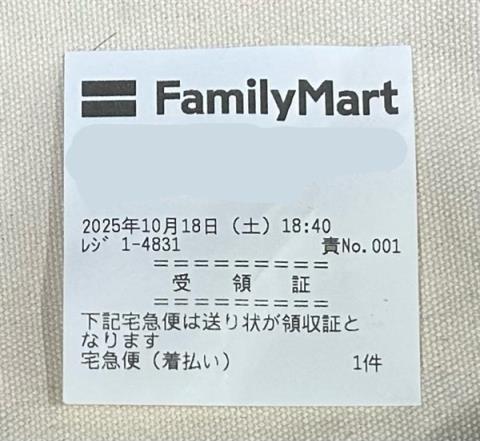 FamilyMart
2025年10月18日（土）18:40
ﾚｼﾞ 1-4831 責No.001
=========
受 領 証
=========
下記宅急便は送り状が領収証と
なります
宅急便（着払い） 1件